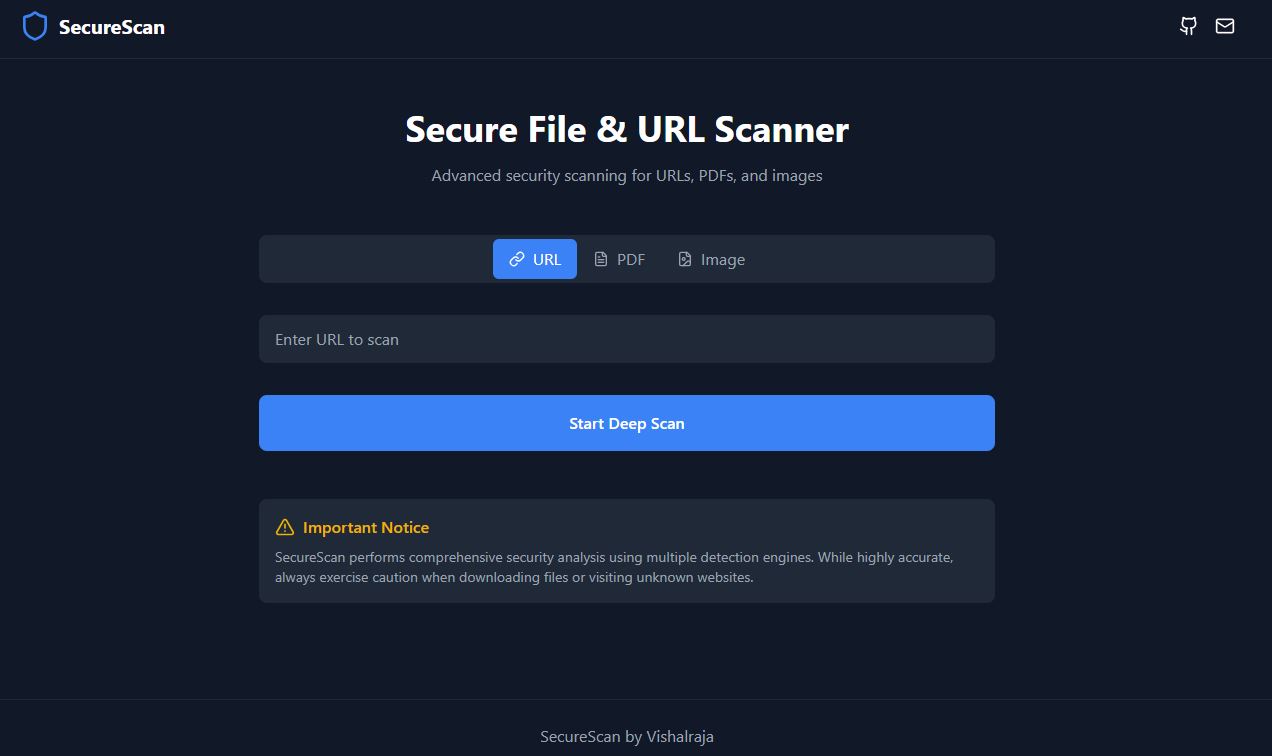 SecureScan
Secure File & URL Scanner
Advanced security scanning for URLs, PDFs, and images
URL PDF Image
Enter URL to scan
Start Deep Scan
Important Notice
SecureScan performs comprehensive security analysis using multiple detection engines. While highly accurate,
always exercise caution when downloading files or visiting unknown websites.
SecureScan by Vishalraja